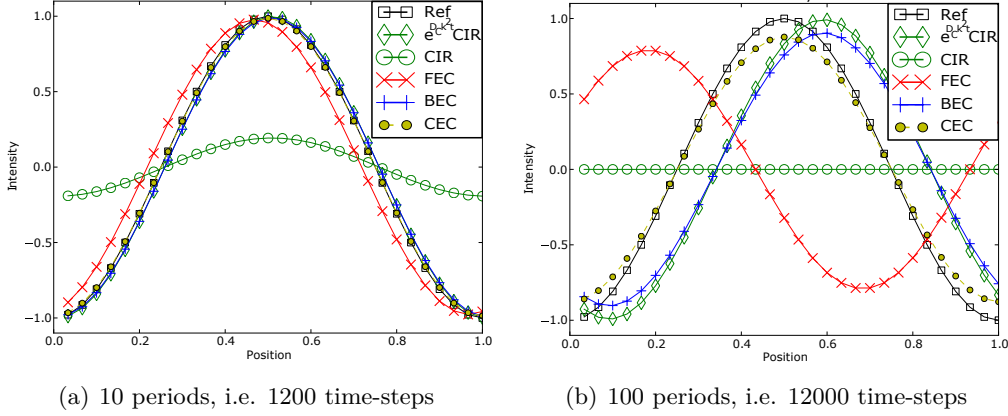 1.0
0.5
0.0
−0.5
−1.0
Intensity
0.0
0.2
0.4
0.6
0.8
1.0
Position
Ref
e^{D_C k^2 t} CIR
CIR
FEC
BEC
CEC
(a) 10 periods, i.e. 1200 time-steps
1.0
0.5
0.0
−0.5
−1.0
Intensity
0.0
0.2
0.4
0.6
0.8
1.0
Position
Ref
e^{D_C k^2 t} CIR
CIR
FEC
BEC
CEC
(b) 100 periods, i.e. 12000 time-steps